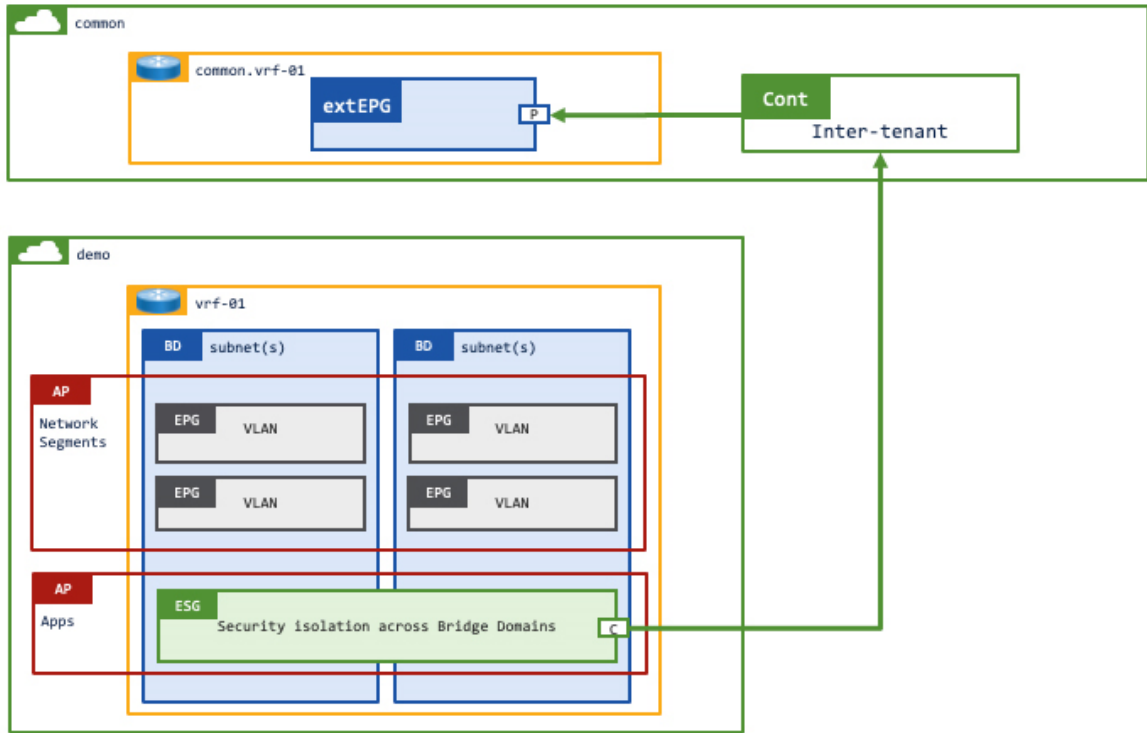 common
common.vrf-01
extEPG
P
Cont
Inter-tenant
demo
vrf-01
BD subnet(s)
BD subnet(s)
AP
Network
Segments
EPG VLAN
EPG VLAN
EPG VLAN
EPG VLAN
AP
Apps
ESG
Security isolation across Bridge Domains
C